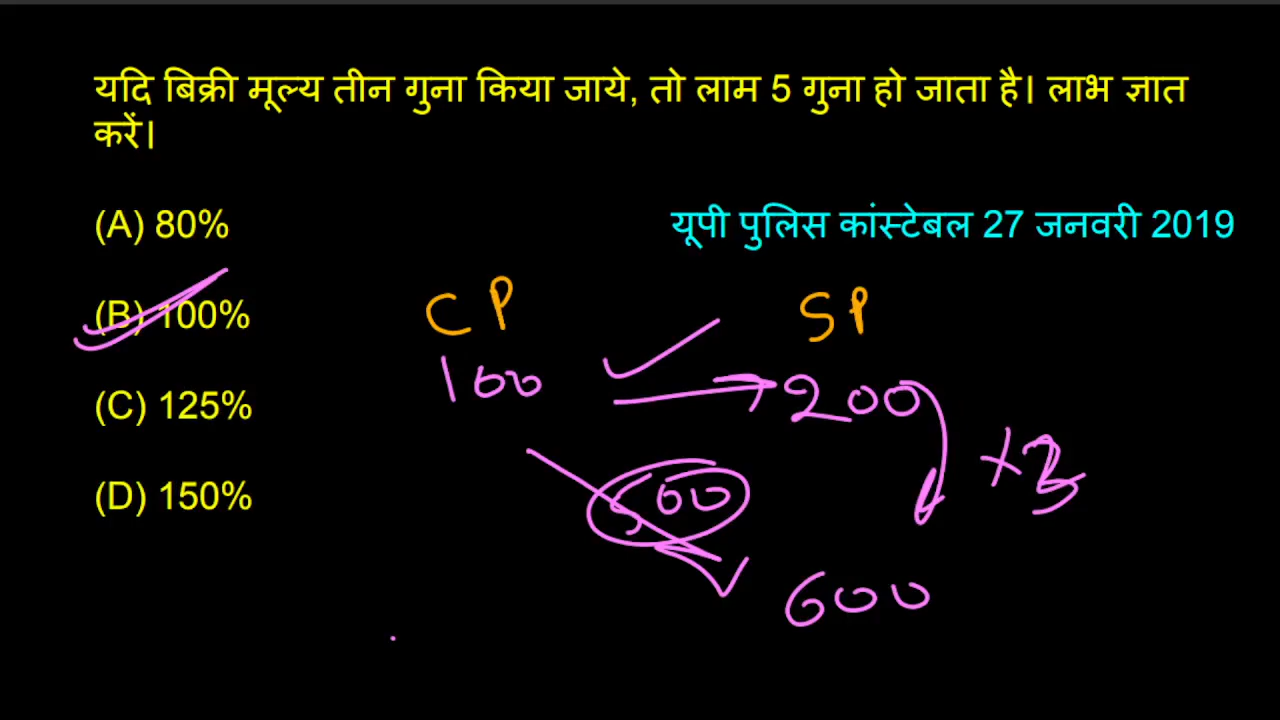 यदि बिक्री मूल्य तीन गुना किया जाये, तो लाम 5 गुना हो जाता है। लाभ ज्ञात
करें।
(A) 80%
यूपी पुलिस कांस्टेबल 27 जनवरी 2019
(B) 100%
CP
SP
(C) 125%
100
200
×3
(D) 150%
500
600